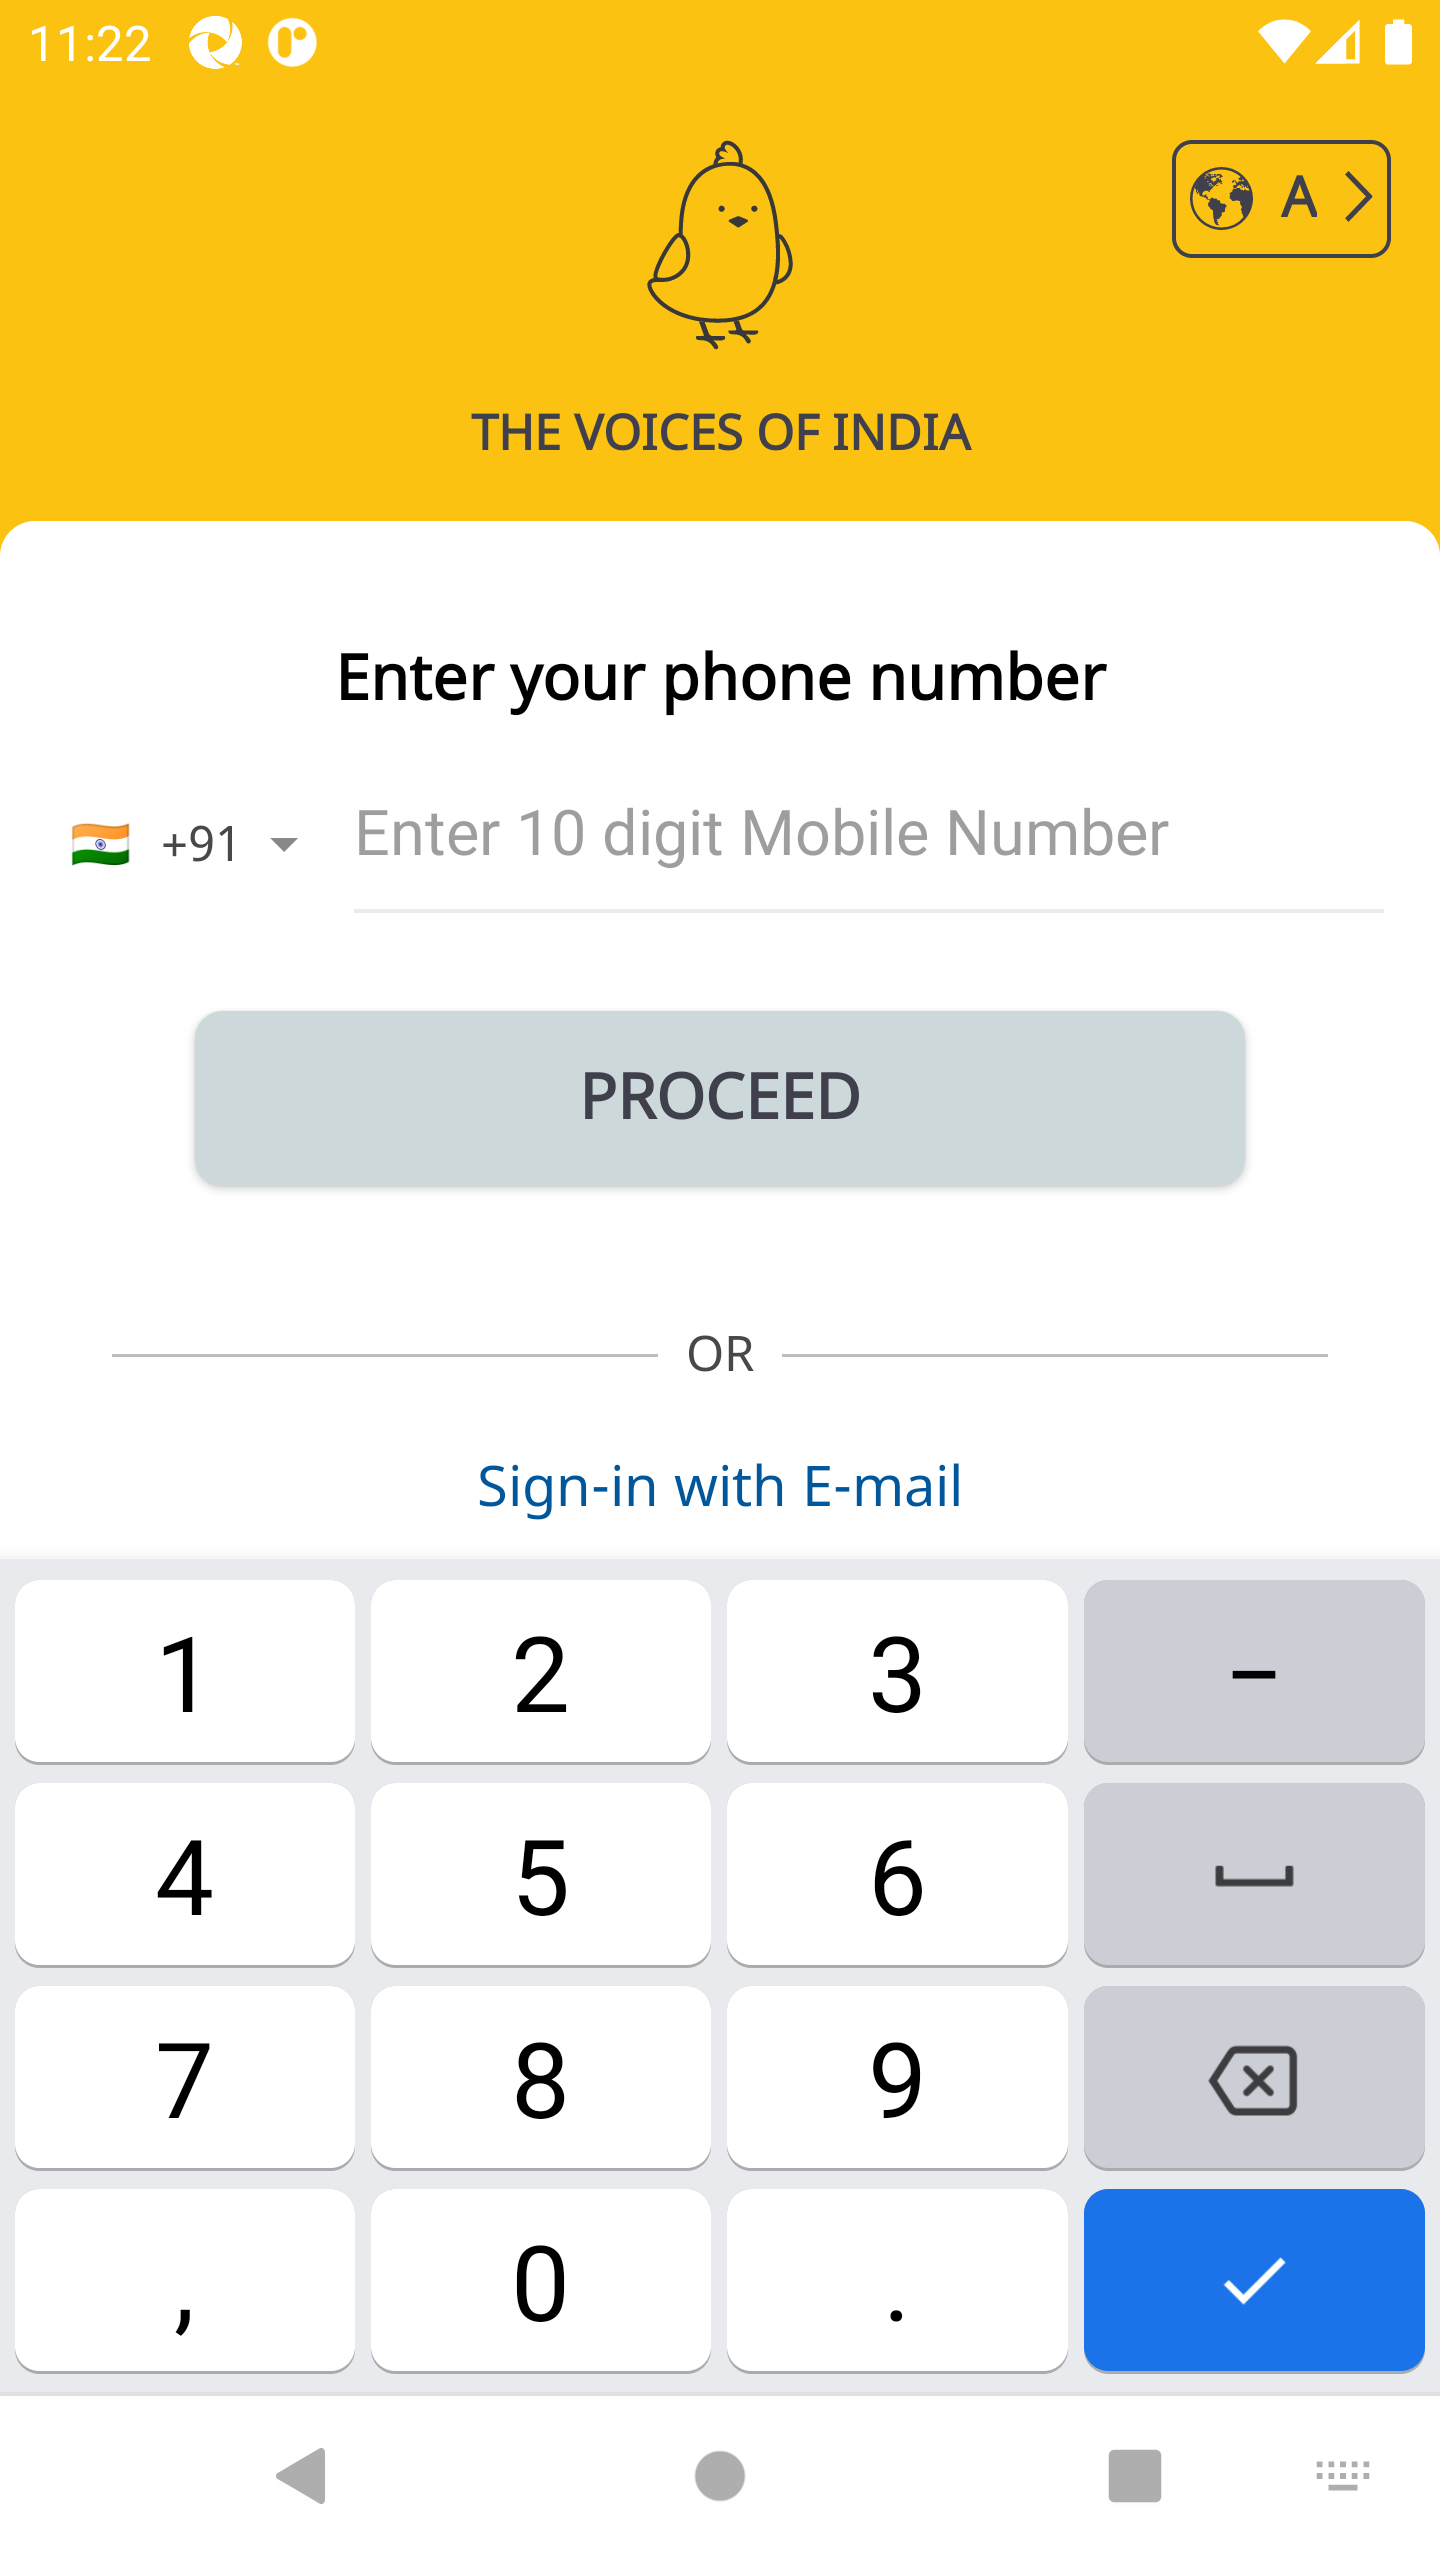 11:22
A
THE VOICES OF INDIA
Enter your phone number
+91
Enter 10 digit Mobile Number
PROCEED
OR
Sign-in with E-mail
1 2 3 –
4 5 6
7 8 9
, 0 .